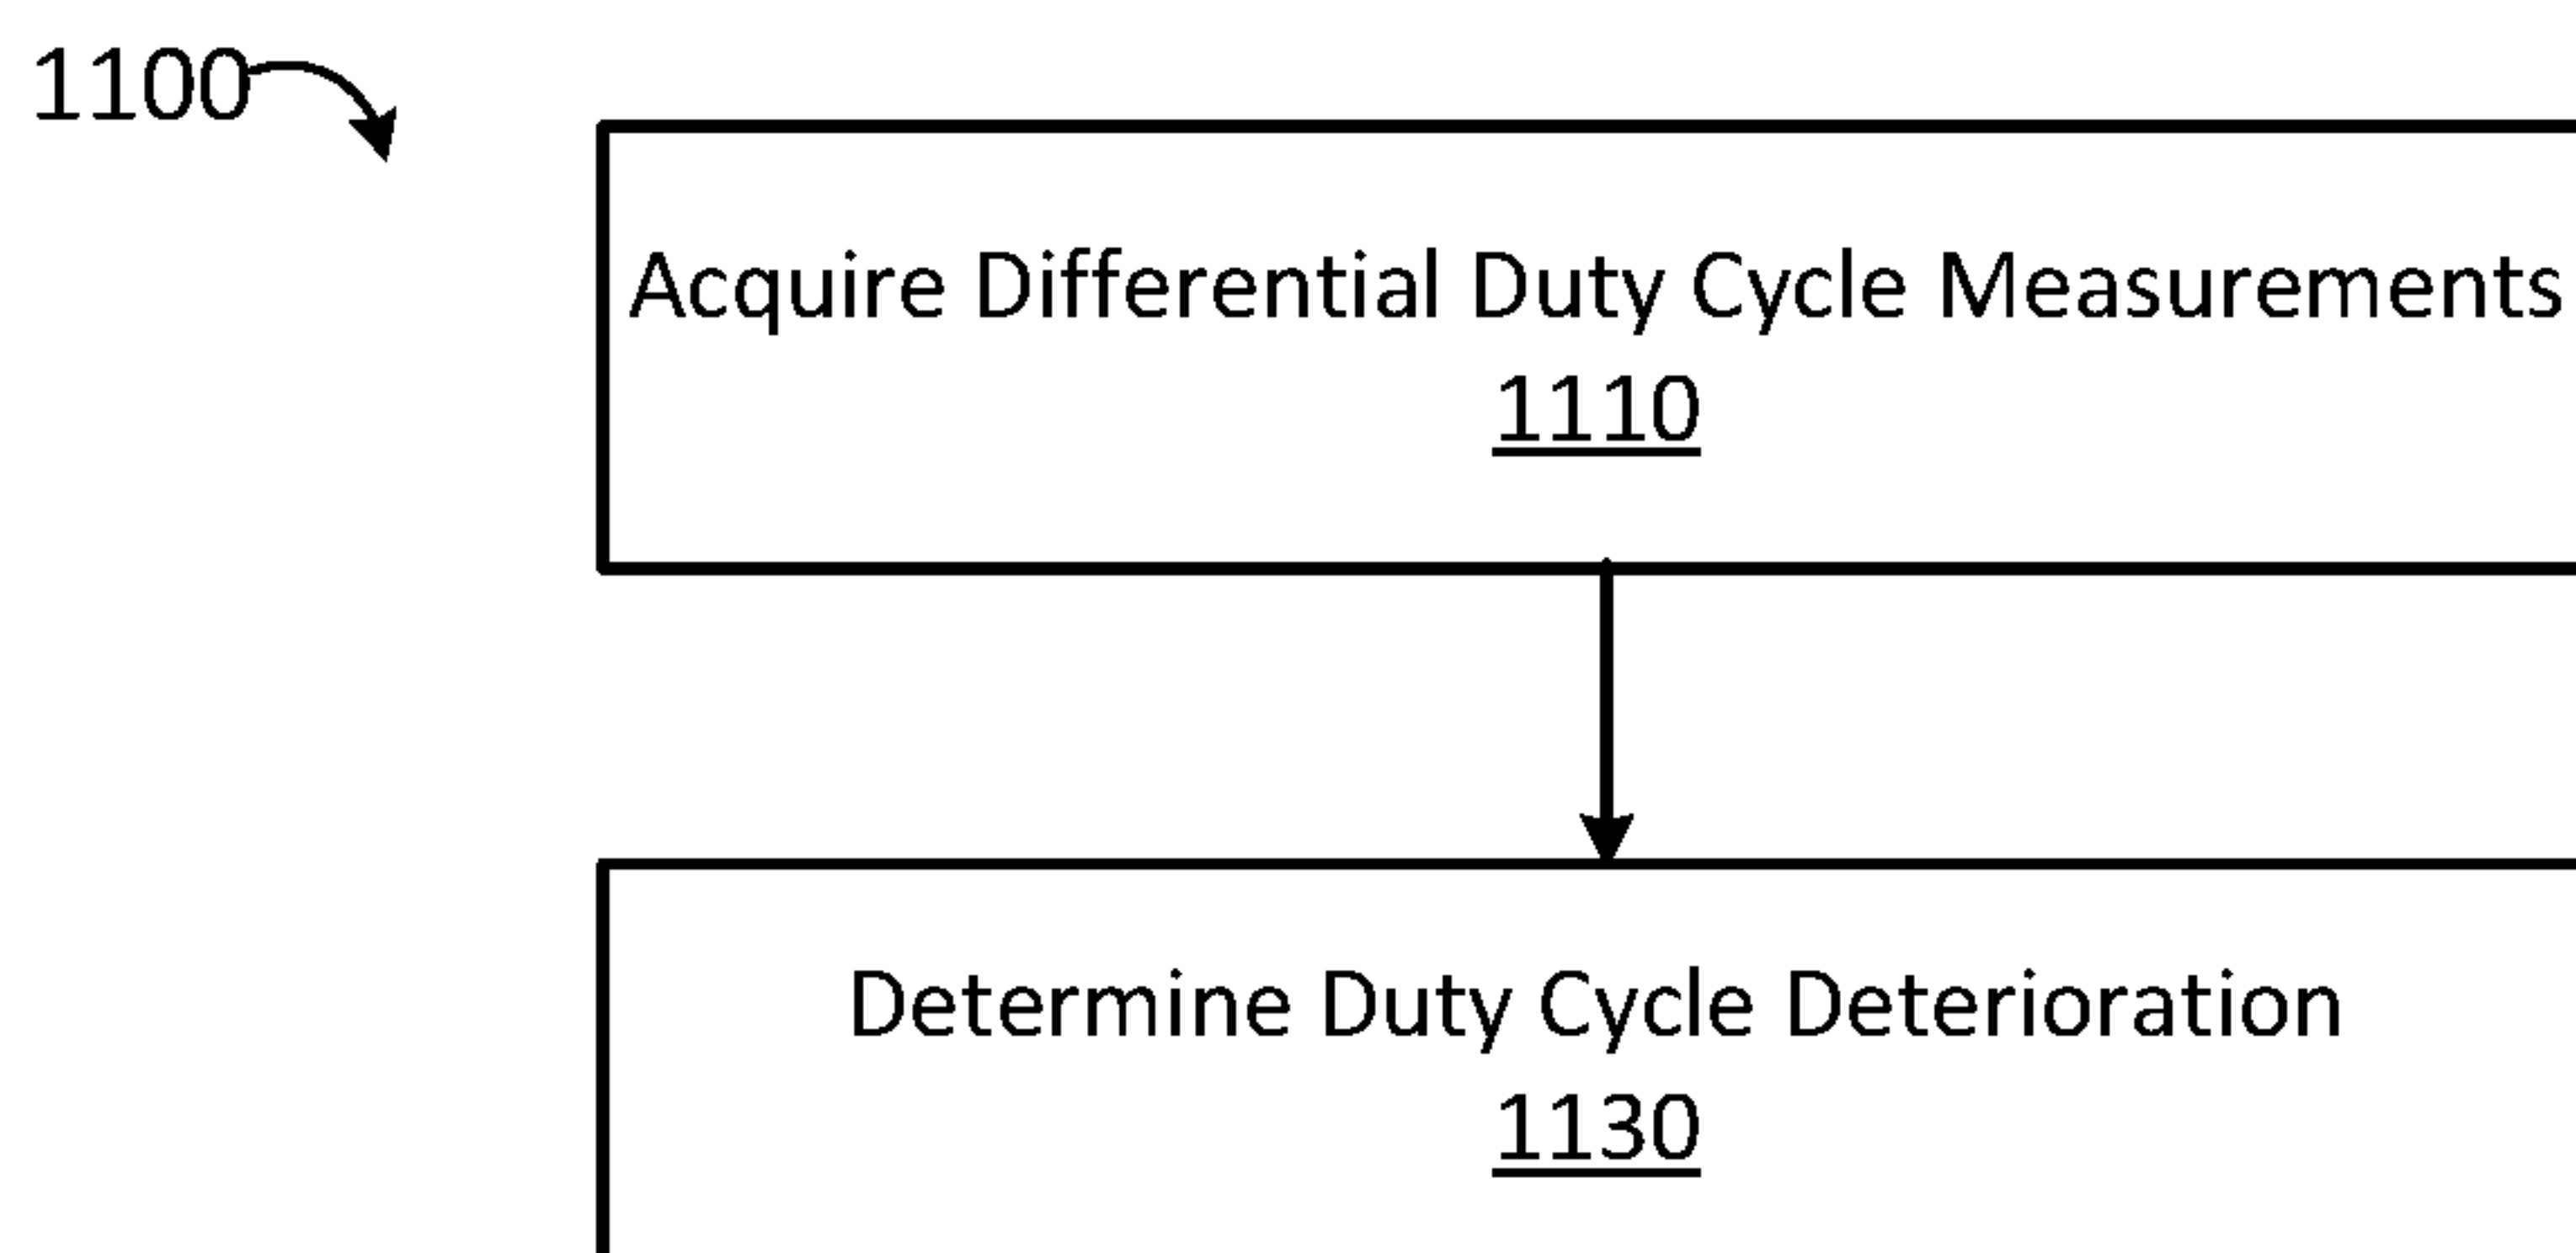 1100
Acquire Differential Duty Cycle Measurements
1110
Determine Duty Cycle Deterioration
1130